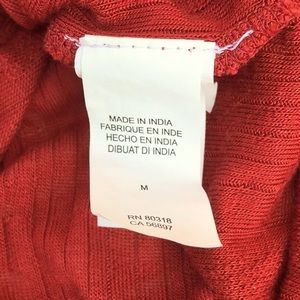 MADE IN INDIA
FABRIQUE EN INDE
HECHO EN INDIA
DIBUAT DI INDIA
M
RN 80318
CA 56897